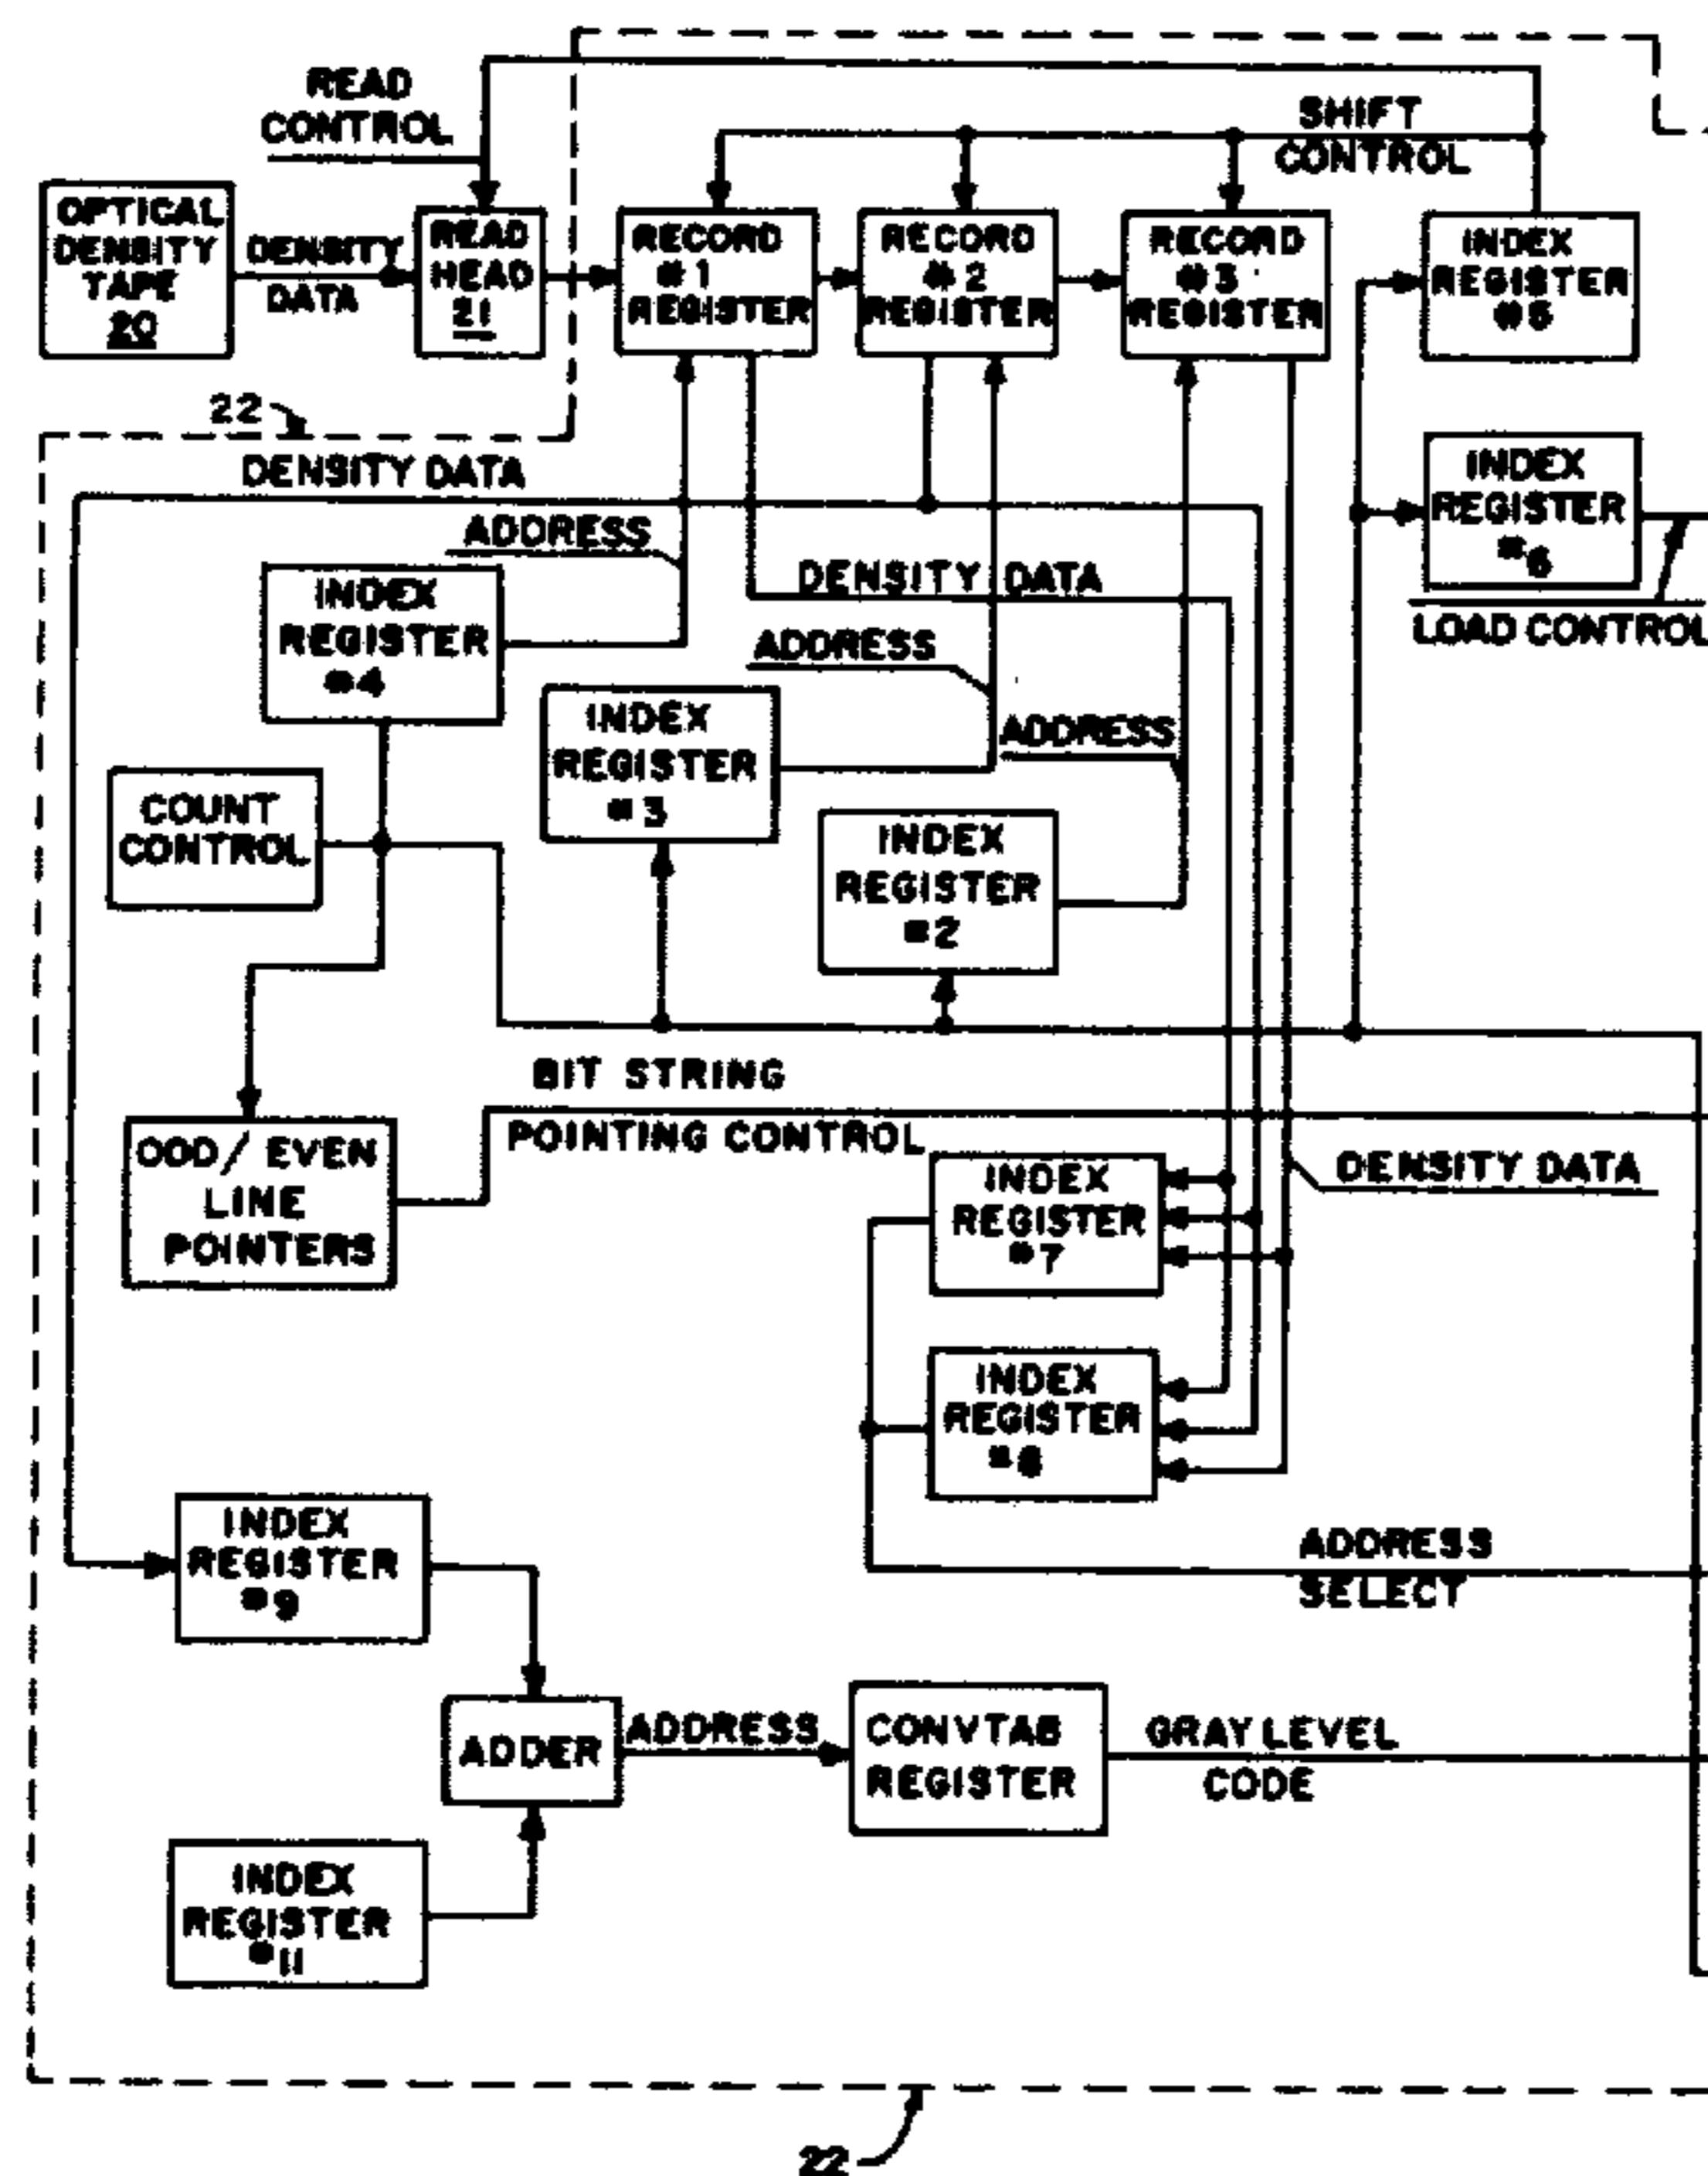 READ
CONTROL
SHIFT
CONTROL
OPTICAL
DENSITY
TAPE
20
DENSITY
DATA
READ
HEAD
21
RECORD
#1
REGISTER
RECORD
#2
REGISTER
RECORD
#3
REGISTER
INDEX
REGISTER
#5
22
DENSITY DATA
ADDRESS
INDEX
REGISTER
#4
DENSITY DATA
INDEX
REGISTER
#6
LOAD CONTROL
ADDRESS
INDEX
REGISTER
#3
ADDRESS
COUNT
CONTROL
INDEX
REGISTER
#2
BIT STRING
POINTING CONTROL
ODD/ EVEN
LINE
POINTERS
INDEX
REGISTER
#7
DENSITY DATA
INDEX
REGISTER
#8
ADDRESS
SELECT
INDEX
REGISTER
#9
ADDER
ADDRESS
CONVTAB
REGISTER
GRAY LEVEL
CODE
INDEX
REGISTER
#11
22